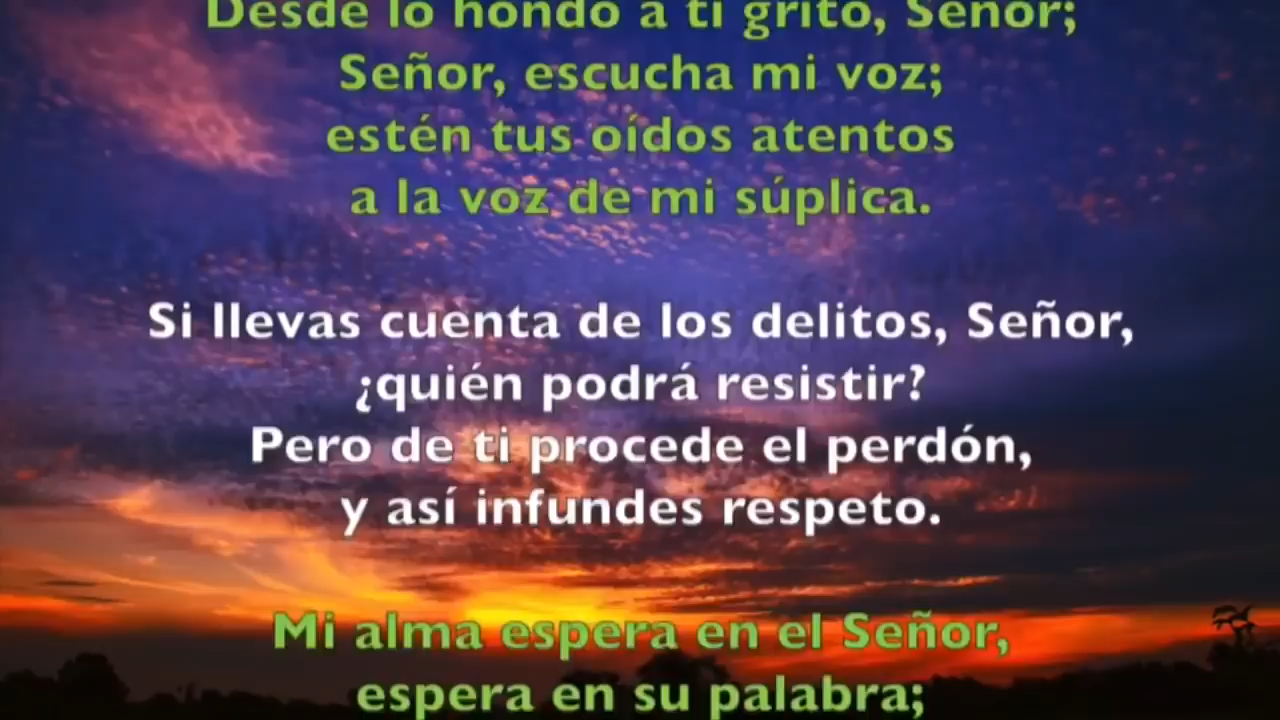 Desde lo hondo a ti grito, Señor;
Señor, escucha mi voz;
estén tus oídos atentos
a la voz de mi súplica.
Si llevas cuenta de los delitos, Señor,
¿quién podrá resistir?
Pero de ti procede el perdón,
y así infundes respeto.
Mi alma espera en el Señor,
espera en su palabra;